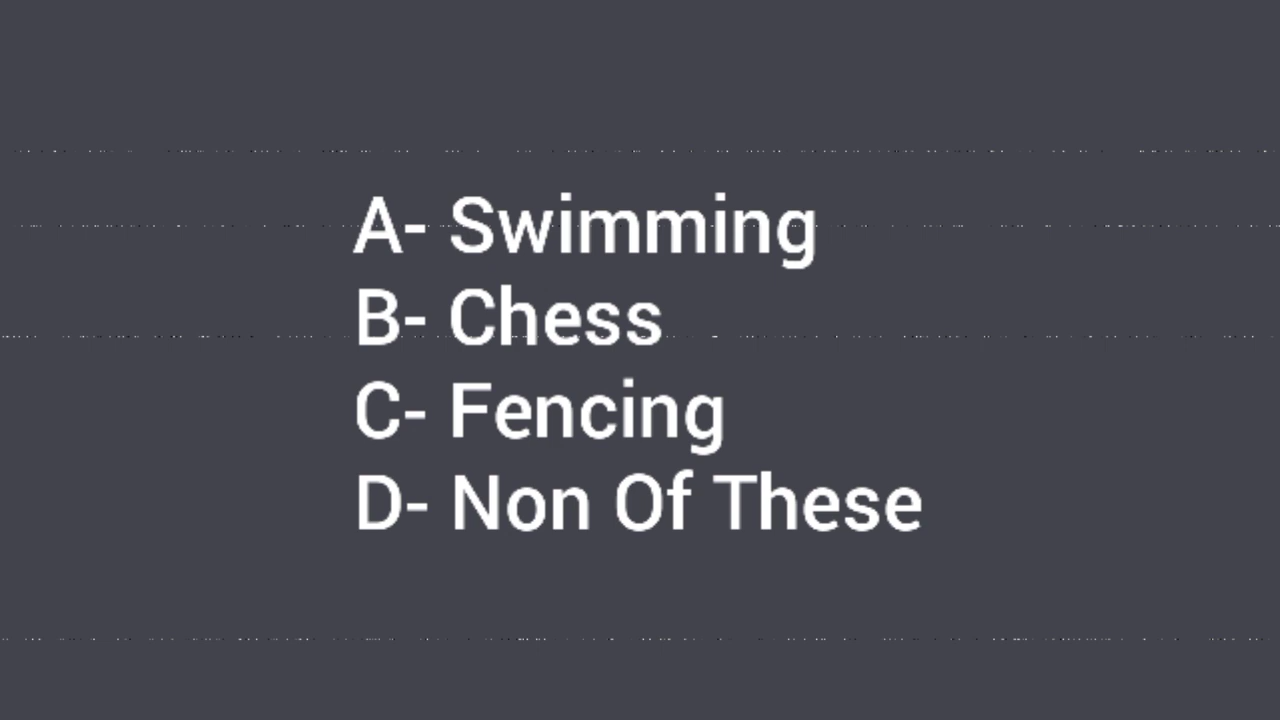 A- Swimming
B- Chess
C- Fencing
D- Non Of These